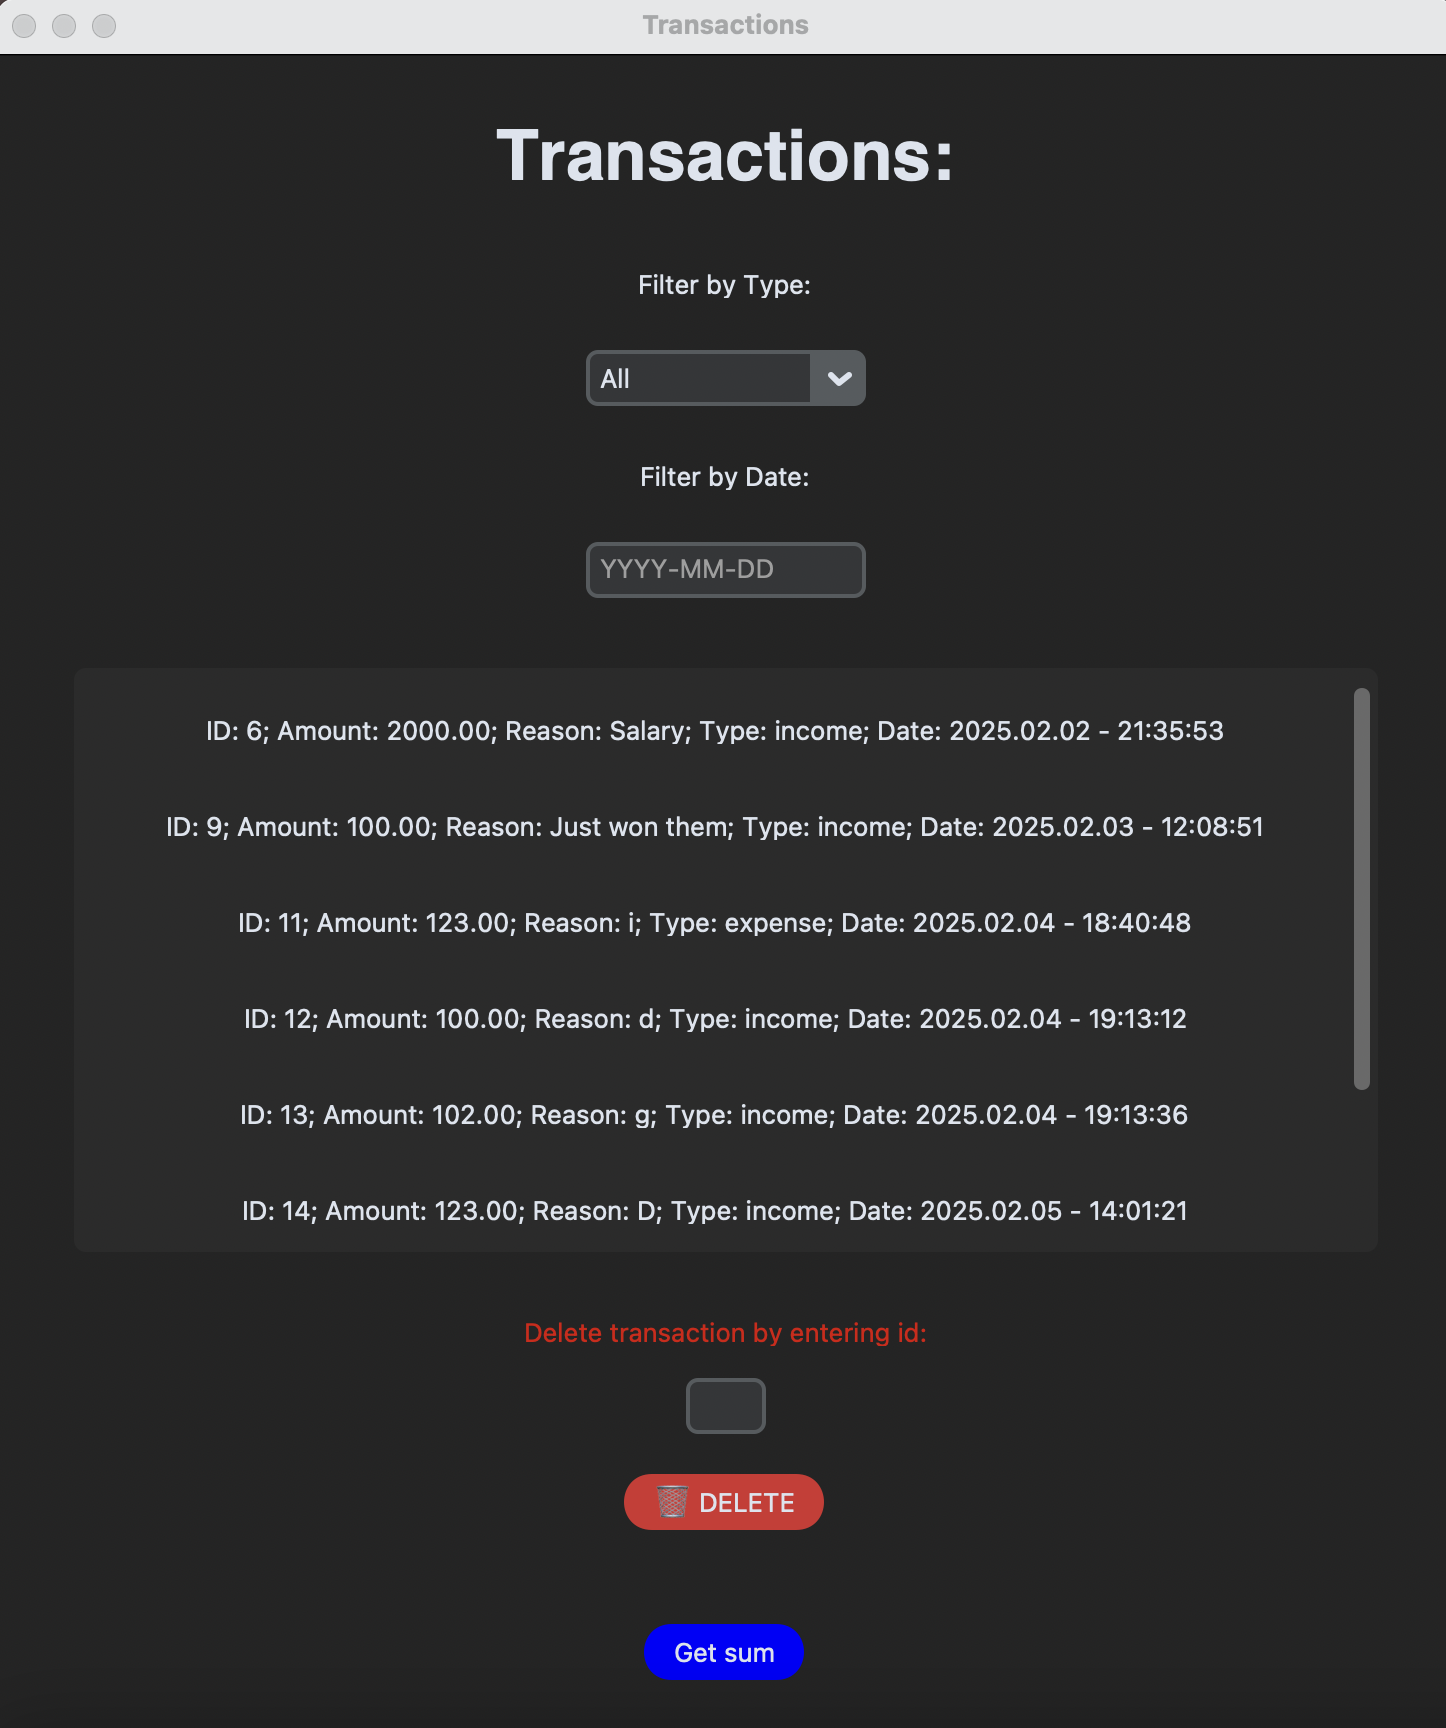 Transactions
Transactions:
Filter by Type:
All
Filter by Date:
YYYY-MM-DD
ID: 6; Amount: 2000.00; Reason: Salary; Type: income; Date: 2025.02.02 - 21:35:53
ID: 9; Amount: 100.00; Reason: Just won them; Type: income; Date: 2025.02.03 - 12:08:51
ID: 11; Amount: 123.00; Reason: i; Type: expense; Date: 2025.02.04 - 18:40:48
ID: 12; Amount: 100.00; Reason: d; Type: income; Date: 2025.02.04 - 19:13:12
ID: 13; Amount: 102.00; Reason: g; Type: income; Date: 2025.02.04 - 19:13:36
ID: 14; Amount: 123.00; Reason: D; Type: income; Date: 2025.02.05 - 14:01:21
Delete transaction by entering id:
DELETE
Get sum